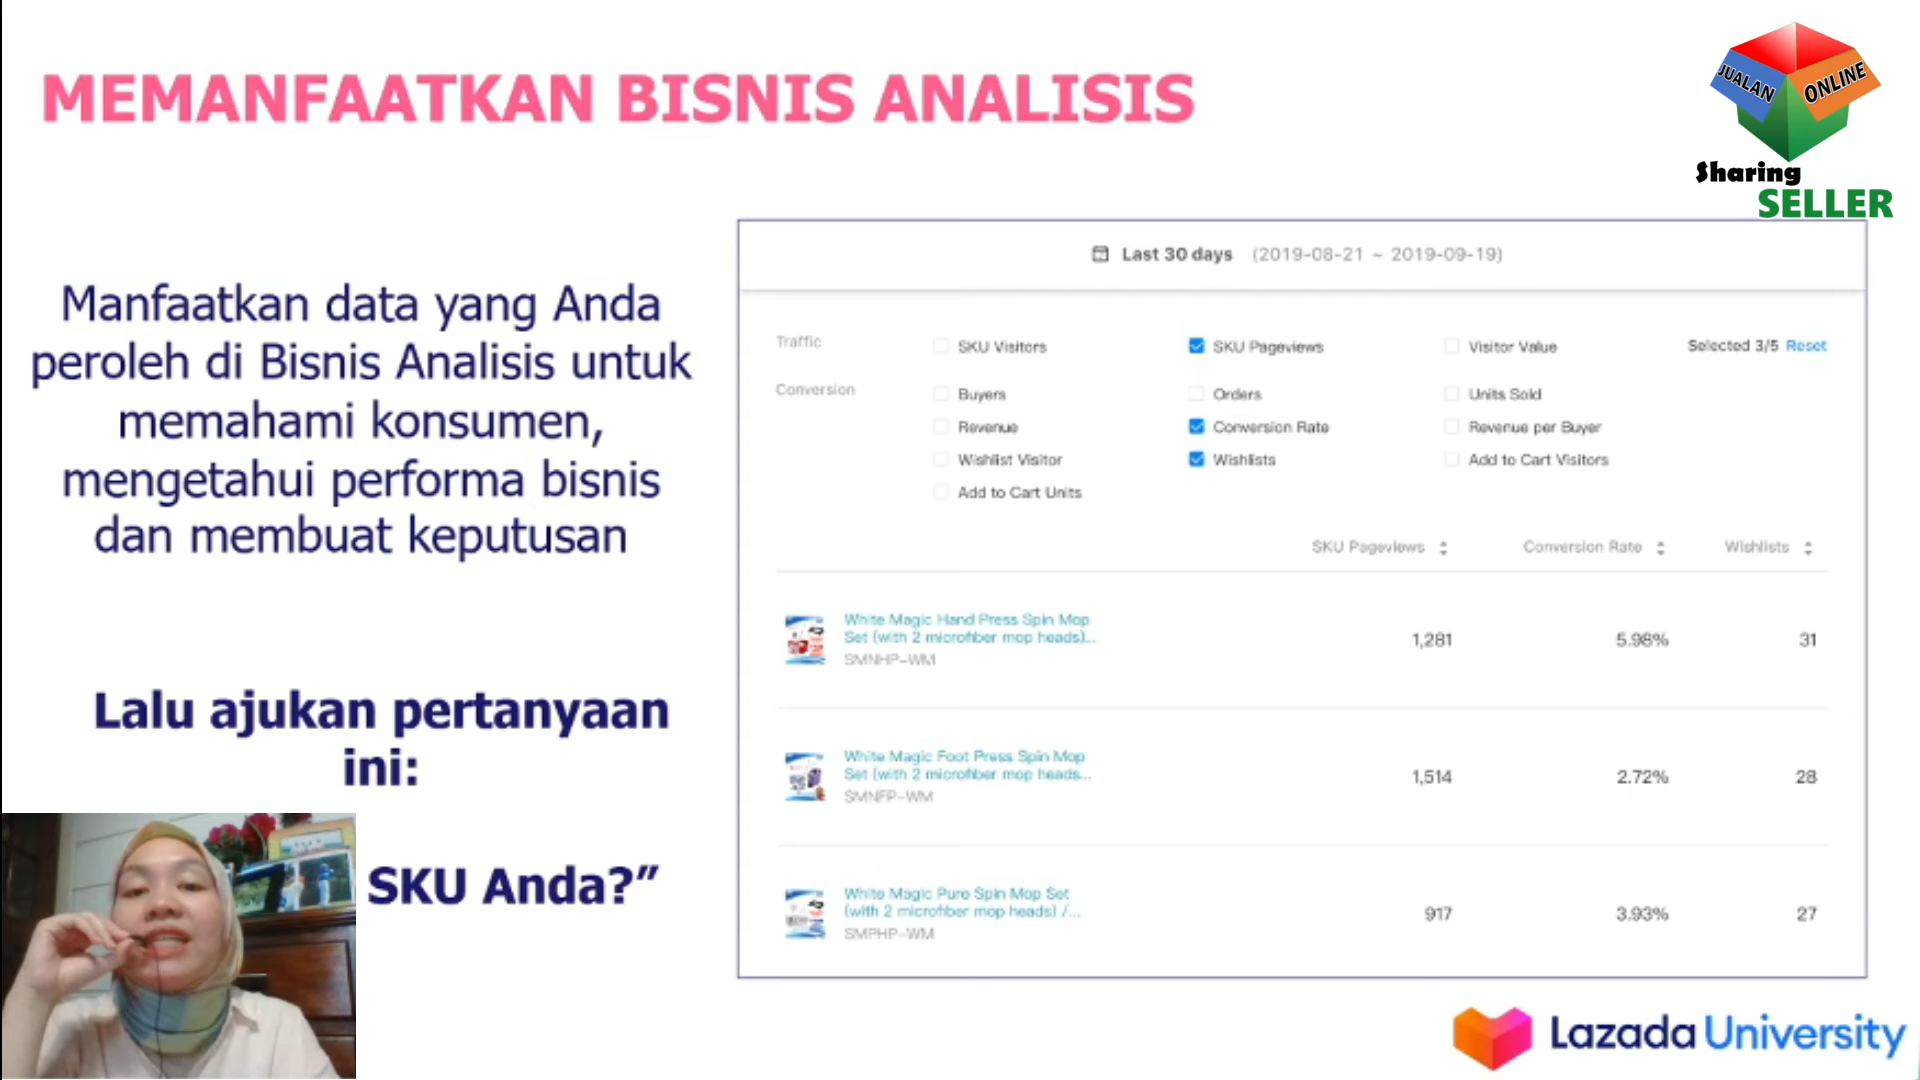 MEMANFAATKAN BISNIS ANALISIS
JUALAN ONLINE
Sharing
SELLER
Manfaatkan data yang Anda
peroleh di Bisnis Analisis untuk
memahami konsumen,
mengetahui performa bisnis
dan membuat keputusan
Lalu ajukan pertanyaan
ini:
SKU Anda?”
Last 30 days (2019-08-21 ~ 2019-09-19)
Traffic SKU Visitors SKU Pageviews Visitor Value Selected 3/5 Reset
Conversion Buyers Orders Units Sold
Revenue Conversion Rate Revenue per Buyer
Wishlist Visitor Wishlists Add to Cart Visitors
Add to Cart Units
SKU Pageviews Conversion Rate Wishlists
White Magic Hand Press Spin Mop
Set (with 2 microfiber mop heads)...
SMNHP-WM
1,281 5.98% 31
White Magic Foot Press Spin Mop
Set (with 2 microfiber mop heads...
SMNFP-WM
1,514 2.72% 28
White Magic Pure Spin Mop Set
(with 2 microfiber mop heads) /...
SMPHP-WM
917 3.93% 27
Lazada University